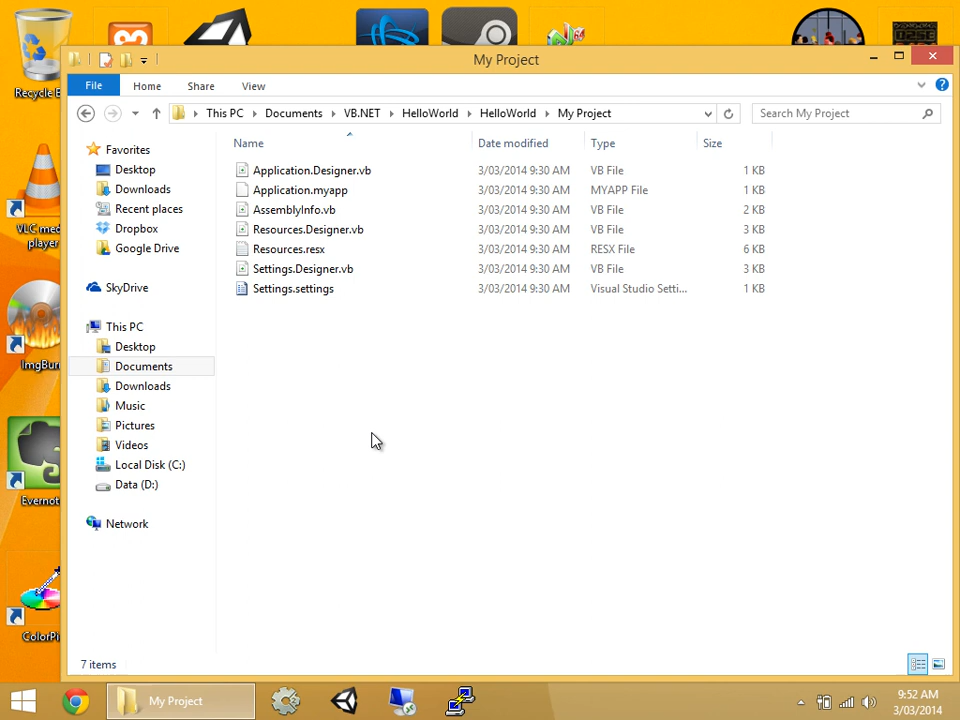 My Project
File Home Share View
This PC Documents VB.NET HelloWorld HelloWorld My Project
Search My Project
Name Date modified Type Size
Application.Designer.vb 3/03/2014 9:30 AM VB File 1 KB
Application.myapp 3/03/2014 9:30 AM MYAPP File 1 KB
AssemblyInfo.vb 3/03/2014 9:30 AM VB File 2 KB
Resources.Designer.vb 3/03/2014 9:30 AM VB File 3 KB
Resources.resx 3/03/2014 9:30 AM RESX File 6 KB
Settings.Designer.vb 3/03/2014 9:30 AM VB File 3 KB
Settings.settings 3/03/2014 9:30 AM Visual Studio Setti... 1 KB
Favorites
Desktop
Downloads
Recent places
Dropbox
Google Drive
SkyDrive
This PC
Desktop
Documents
Downloads
Music
Pictures
Videos
Local Disk (C:)
Data (D:)
Network
7 items
Recycle B
VLC med
player
ImgBurn
Evernot
ColorPi
My Project
9:52 AM
3/03/2014